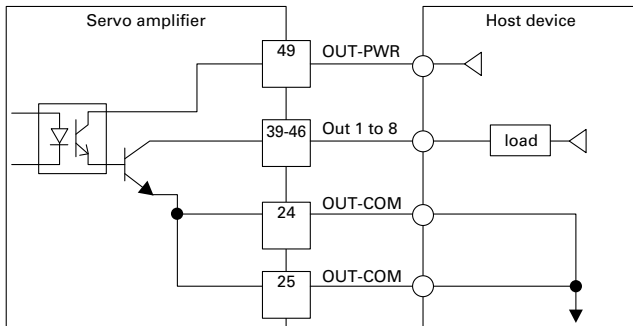 Servo amplifier
Host device
49
OUT-PWR
39-46
Out 1 to 8
load
24
OUT-COM
25
OUT-COM